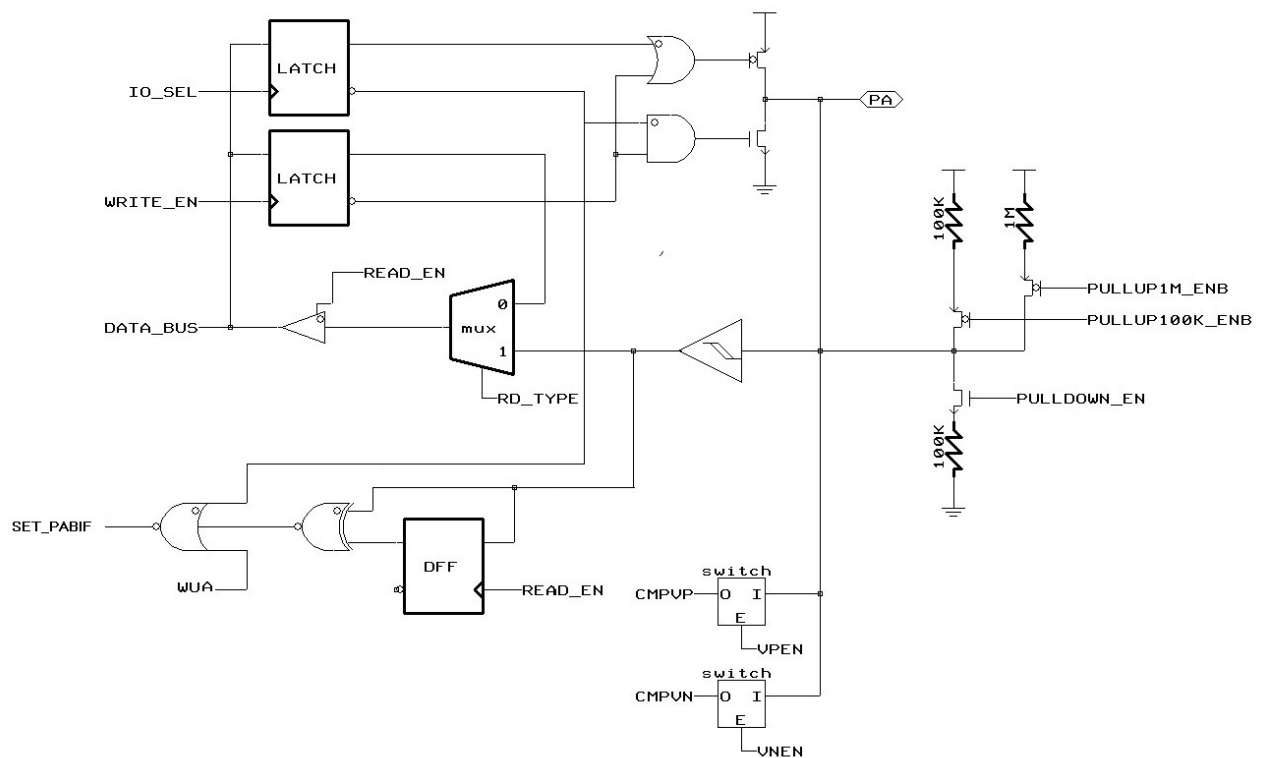 LATCH
IO_SEL
PA
LATCH
WRITE_EN
100K
1M
READ_EN
PULLUP1M_ENB
0
DATA_BUS
mux
PULLUP100K_ENB
1
RD_TYPE
PULLDOWN_EN
100K
SET_PABIF
DFF
WUA
READ_EN
switch
CMPVP
O I
E
VPEN
switch
CMPVN
O I
E
VNEN